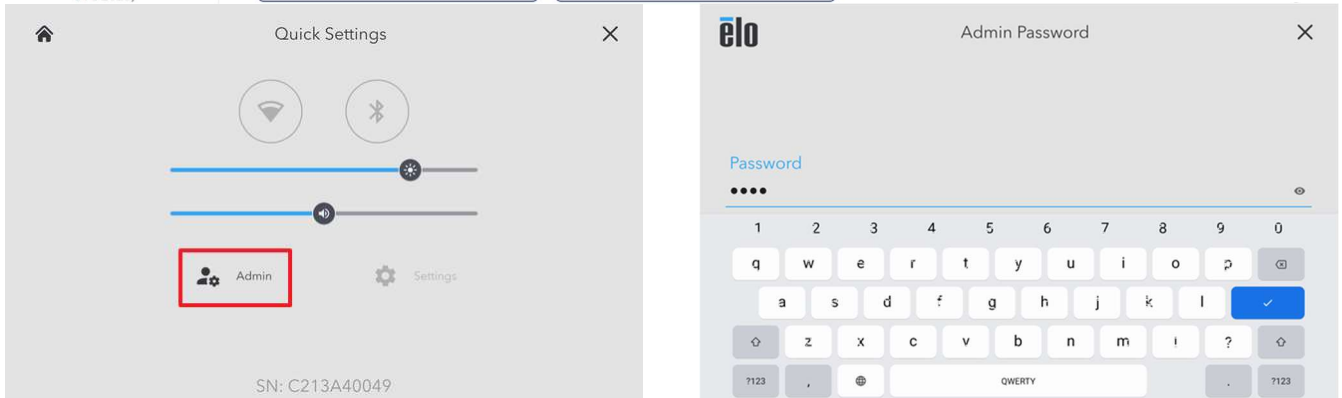 Quick Settings
Admin
Settings
SN: C213A40049
ēlo
Admin Password
Password
••••
1 2 3 4 5 6 7 8 9 0
q w e r t y u i o p
a s d f g h j k l
z x c v b n m ! ?
?123 , QWERTY . ?123